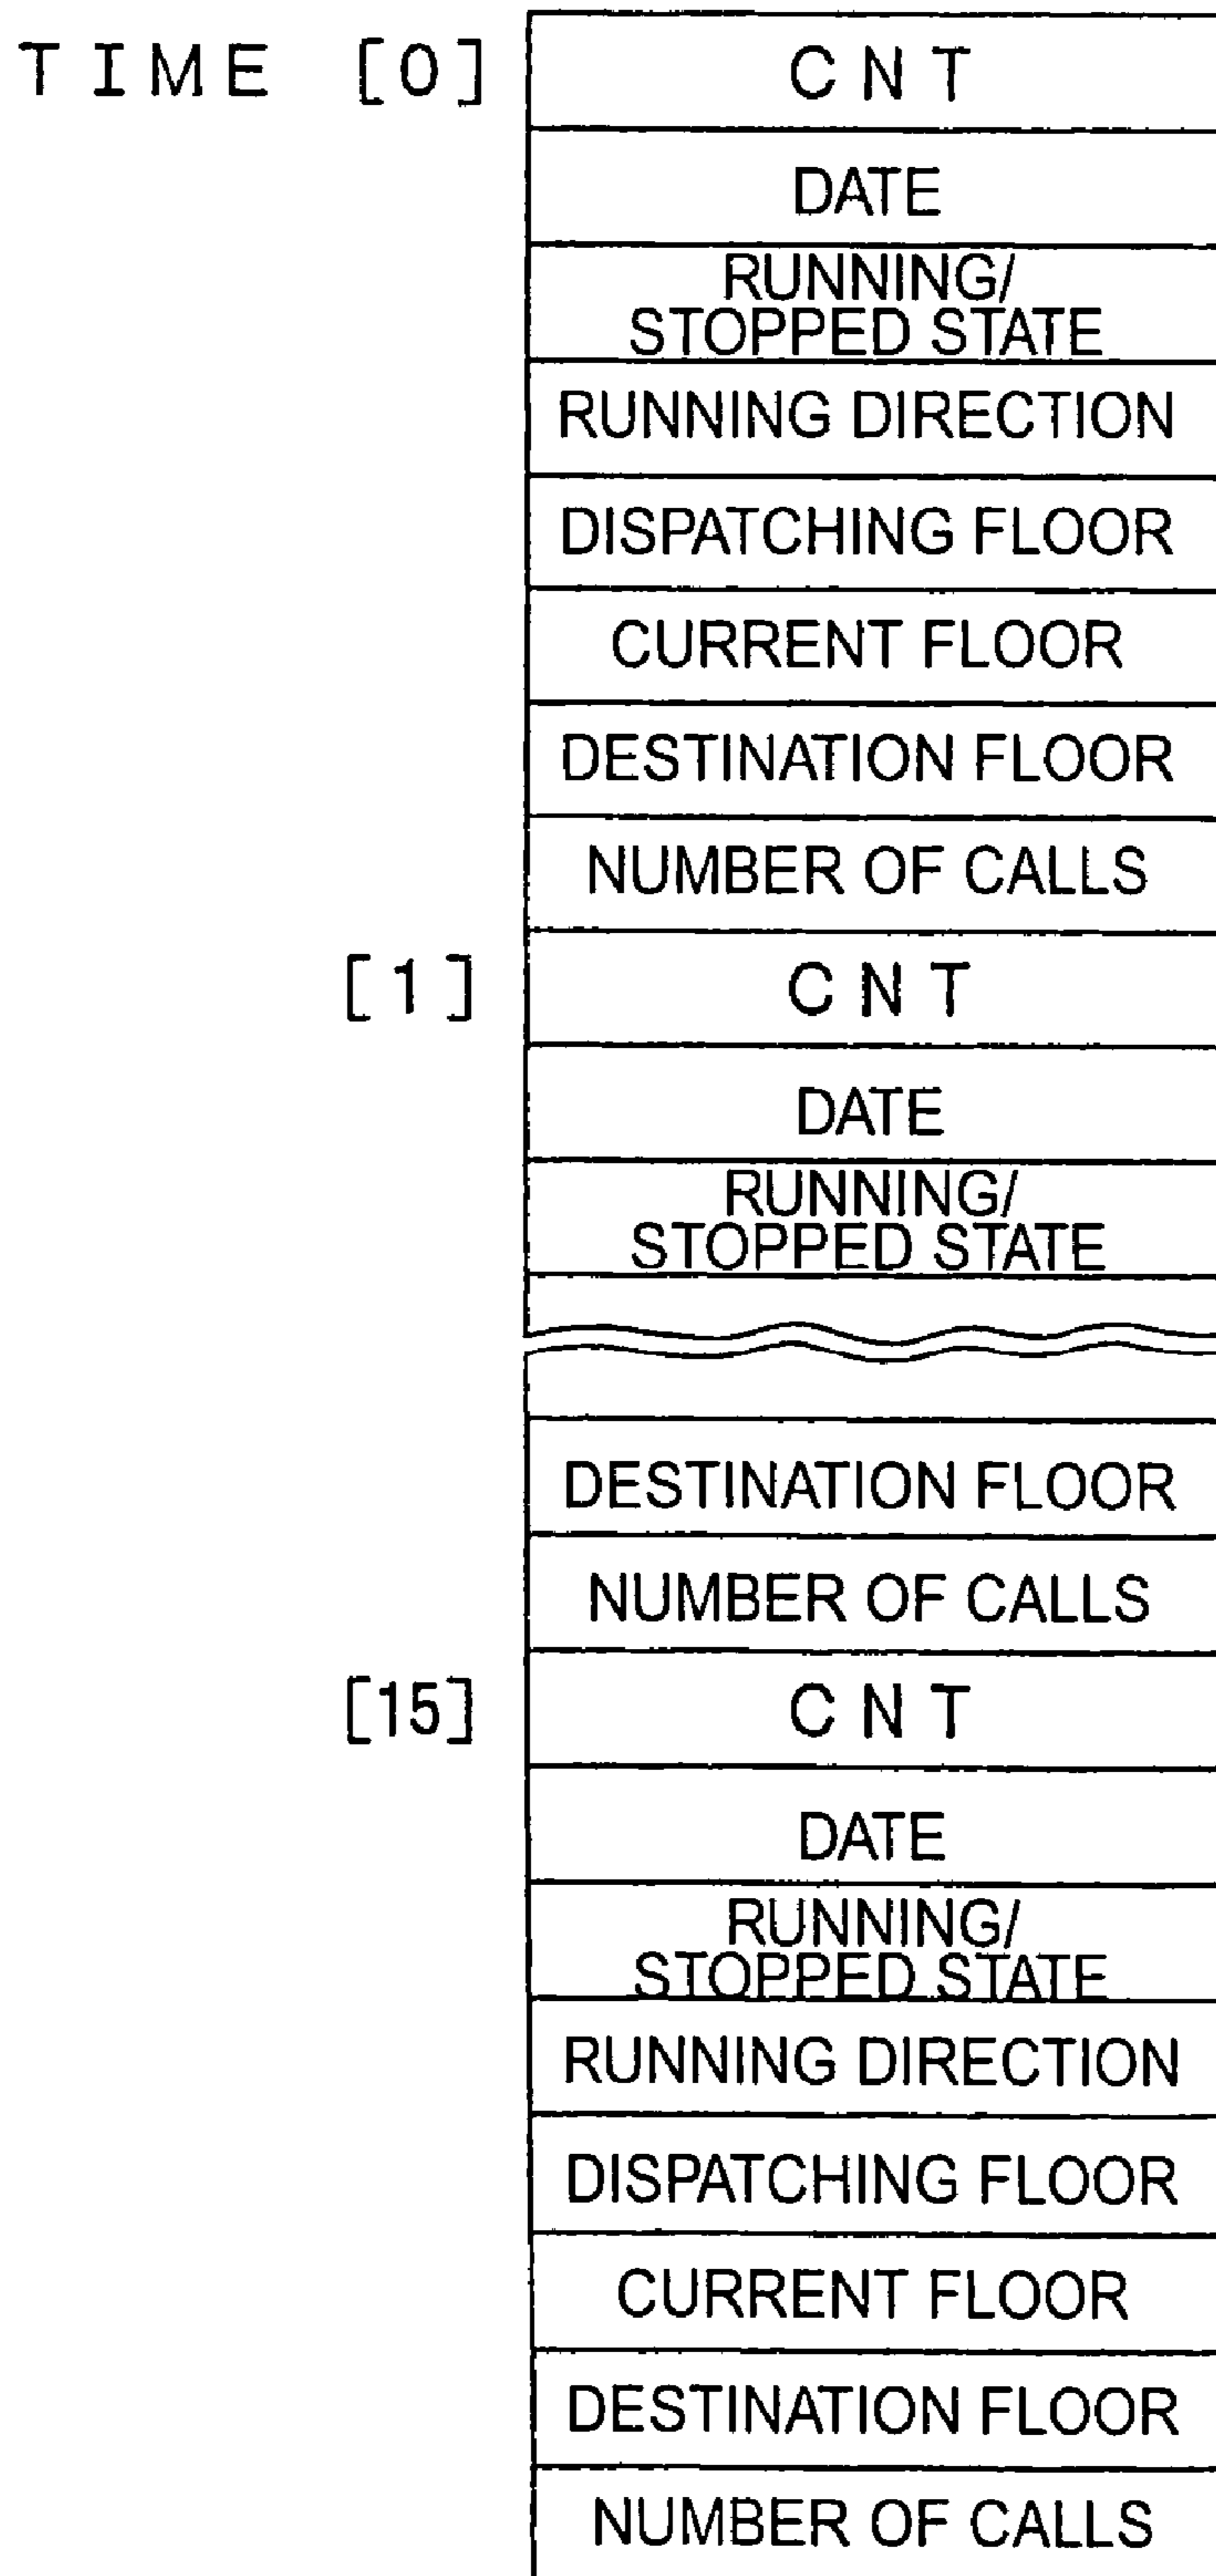 TIME [0] CNT
DATE
RUNNING/
STOPPED STATE
RUNNING DIRECTION
DISPATCHING FLOOR
CURRENT FLOOR
DESTINATION FLOOR
NUMBER OF CALLS
[1] CNT
DATE
RUNNING/
STOPPED STATE
DESTINATION FLOOR
NUMBER OF CALLS
[15] CNT
DATE
RUNNING/
STOPPED STATE
RUNNING DIRECTION
DISPATCHING FLOOR
CURRENT FLOOR
DESTINATION FLOOR
NUMBER OF CALLS